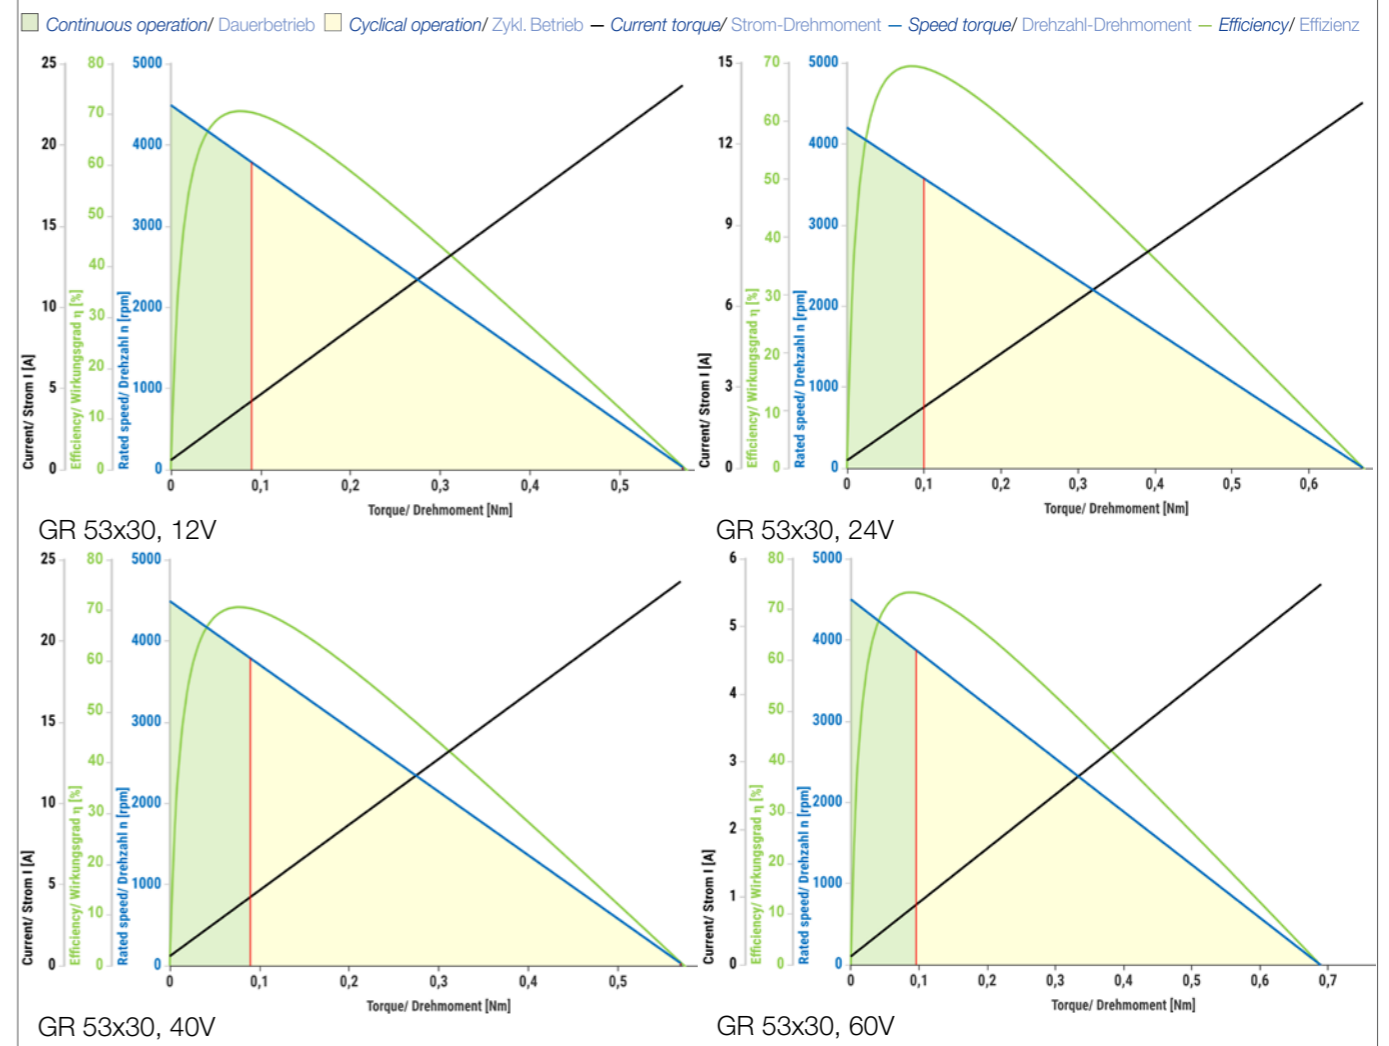 Continuous operation/ Dauerbetrieb Cyclical operation/ Zykl. Betrieb Current torque/ Strom-Drehmoment Speed torque/ Drehzahl-Drehmoment Efficiency/ Effizienz
25 80 5000
70
20 4000
60
15 50 3000
40
10 30 2000
20
5 1000
10
0 0 0
Current/ Strom I [A]
Efficiency/ Wirkungsgrad η [%]
Rated speed/ Drehzahl n [rpm]
0 0,1 0,2 0,3 0,4 0,5
Torque/ Drehmoment [Nm]
GR 53x30, 12V
15 70 5000
60
12 4000
50
9 3000
40
6 30 2000
20
3 1000
10
0 0 0
Current/ Strom I [A]
Efficiency/ Wirkungsgrad η [%]
Rated speed/ Drehzahl n [rpm]
0 0,1 0,2 0,3 0,4 0,5 0,6
Torque/ Drehmoment [Nm]
GR 53x30, 24V
25 80 5000
70
20 4000
60
15 50 3000
40
10 30 2000
20
5 1000
10
0 0 0
Current/ Strom I [A]
Efficiency/ Wirkungsgrad η [%]
Rated speed/ Drehzahl n [rpm]
0 0,1 0,2 0,3 0,4 0,5
Torque/ Drehmoment [Nm]
GR 53x30, 40V
6 80 5000
70
5 4000
60
4
50 3000
3 40
30 2000
2
20
1 1000
10
0 0 0
Current/ Strom I [A]
Efficiency/ Wirkungsgrad η [%]
Rated speed/ Drehzahl n [rpm]
0 0,1 0,2 0,3 0,4 0,5 0,6 0,7
Torque/ Drehmoment [Nm]
GR 53x30, 60V